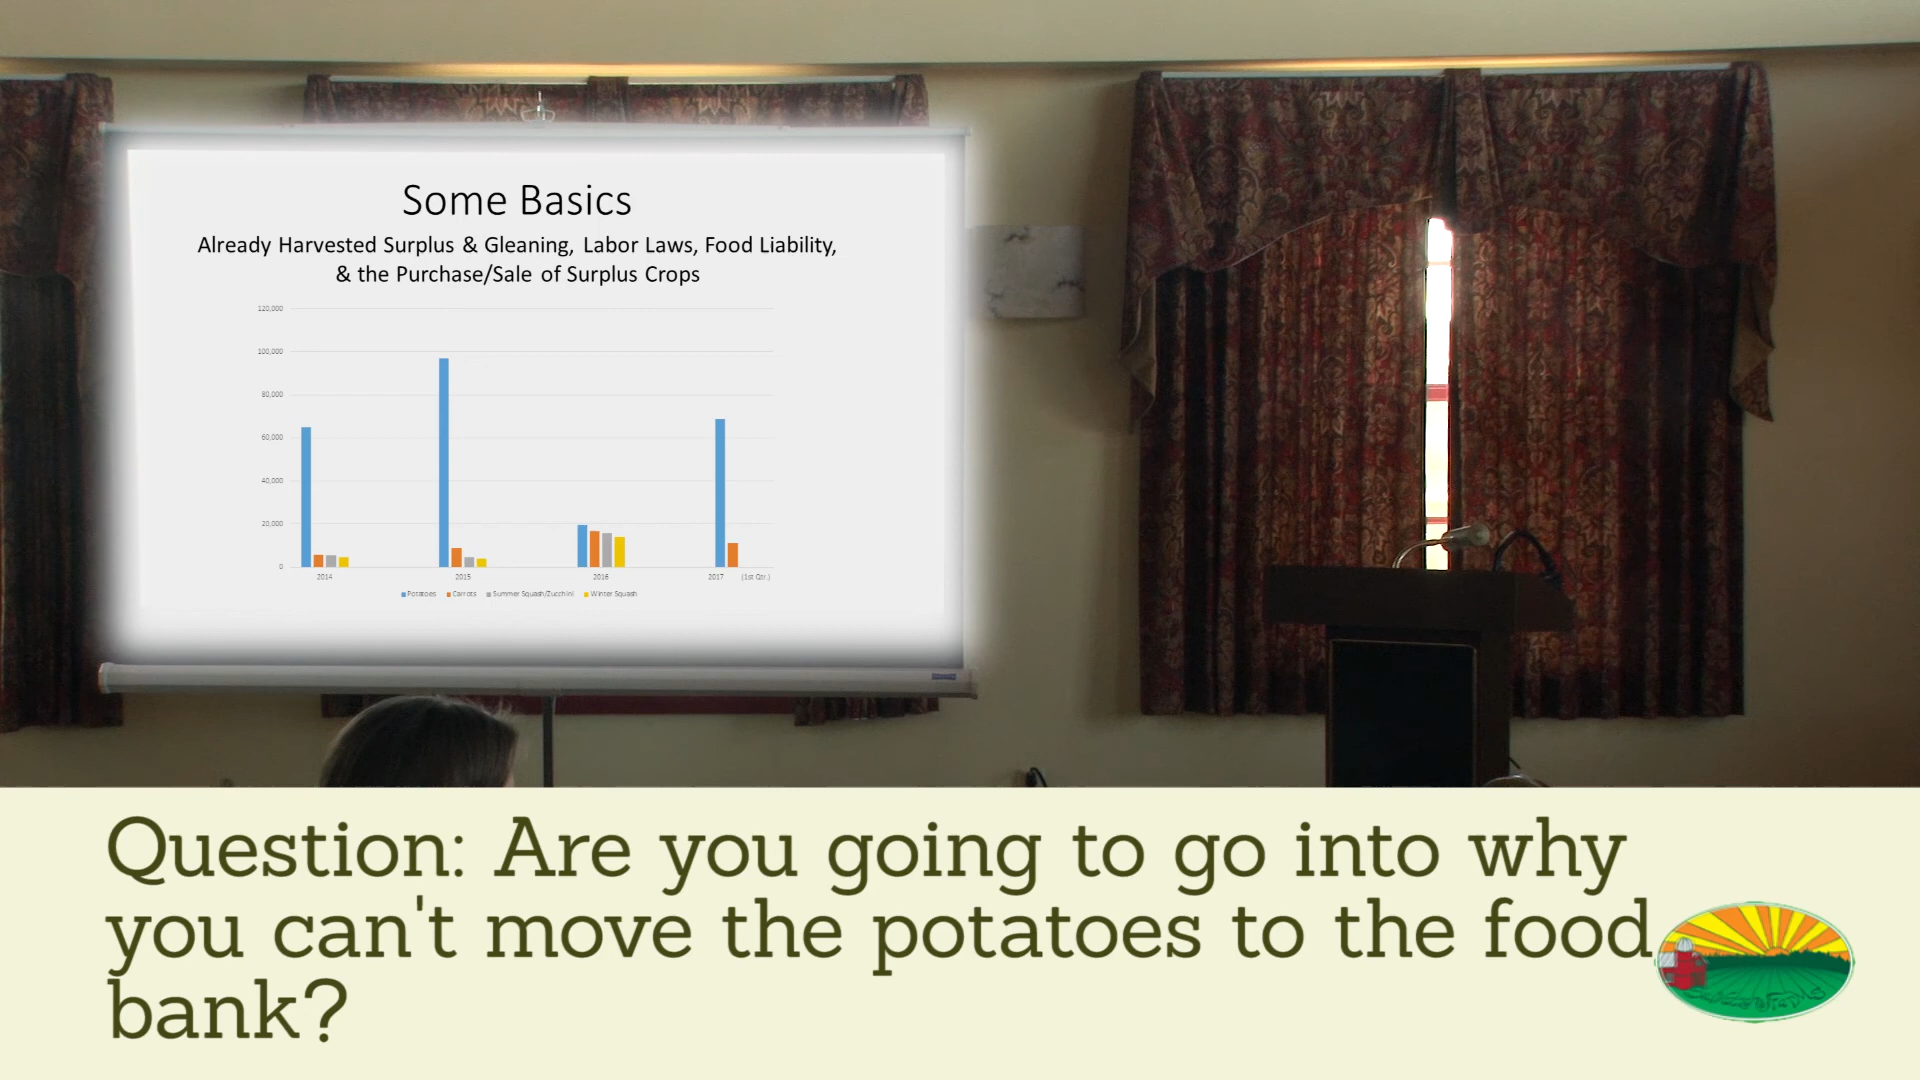 Some Basics
Already Harvested Surplus & Gleaning, Labor Laws, Food Liability,
& the Purchase/Sale of Surplus Crops
120,000
100,000
80,000
60,000
40,000
20,000
0
2014 2015 2016 2017 (1st Qtr.)
Potatoes Carrots Summer Squash/Zucchini Winter Squash
Question: Are you going to go into why
you can't move the potatoes to the food
bank?